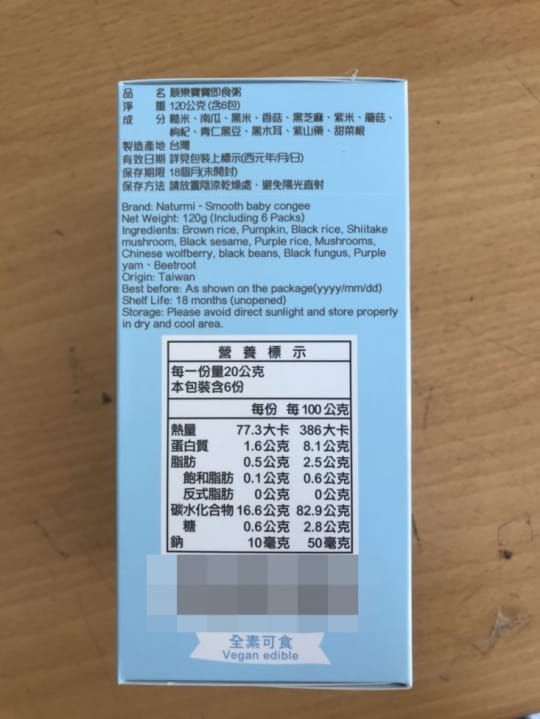 品　　名 順樂寶寶即食粥
淨　　重 120公克(含6包)
成　　分 糙米、南瓜、黑米、香菇、黑芝麻、紫米、蘑菇、
枸杞、青仁黑豆、黑木耳、紫山藥、甜菜根
製造產地 台灣
有效日期 詳見包裝上標示(西元年/月/日)
保存期限 18個月(未開封)
保存方法 請放置陰涼乾燥處，避免陽光直射
Brand: Naturmi - Smooth baby congee
Net Weight: 120g (Including 6 Packs)
Ingredients: Brown rice, Pumpkin, Black rice, Shiitake
mushroom, Black sesame, Purple rice, Mushrooms,
Chinese wolfberry, black beans, Black fungus, Purple
yam、Beetroot
Origin: Taiwan
Best before: As shown on the package(yyyy/mm/dd)
Shelf Life: 18 months (unopened)
Storage: Please avoid direct sunlight and store properly
in dry and cool area.
營養標示
每一份量20公克
本包裝含6份
每份 每100公克
熱量 77.3大卡 386大卡
蛋白質 1.6公克 8.1公克
脂肪 0.5公克 2.5公克
飽和脂肪 0.1公克 0.6公克
反式脂肪 0公克 0公克
碳水化合物 16.6公克 82.9公克
糖 0.6公克 2.8公克
鈉 10毫克 50毫克
全素可食
Vegan edible